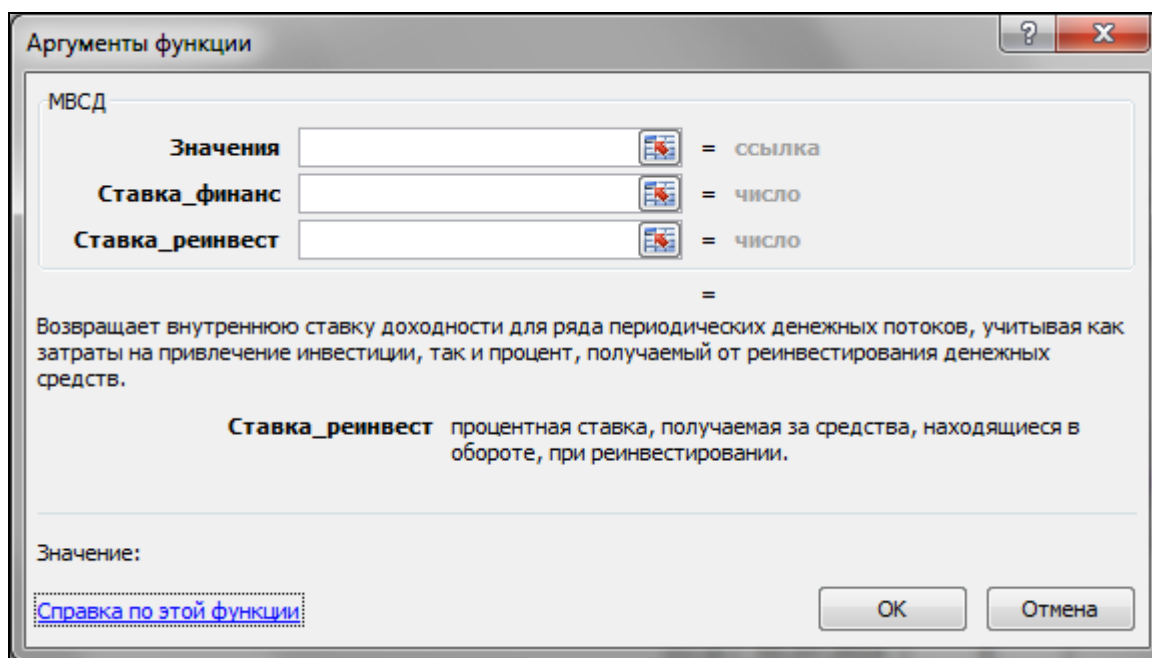 Аргументы функции
МВСД
Значения = ссылка
Ставка_финанс = число
Ставка_реинвест = число
=
Возвращает внутреннюю ставку доходности для ряда периодических денежных потоков, учитывая как
затраты на привлечение инвестиции, так и процент, получаемый от реинвестирования денежных
средств.
Ставка_реинвест процентная ставка, получаемая за средства, находящиеся в
обороте, при реинвестировании.
Значение:
Справка по этой функции OK Отмена